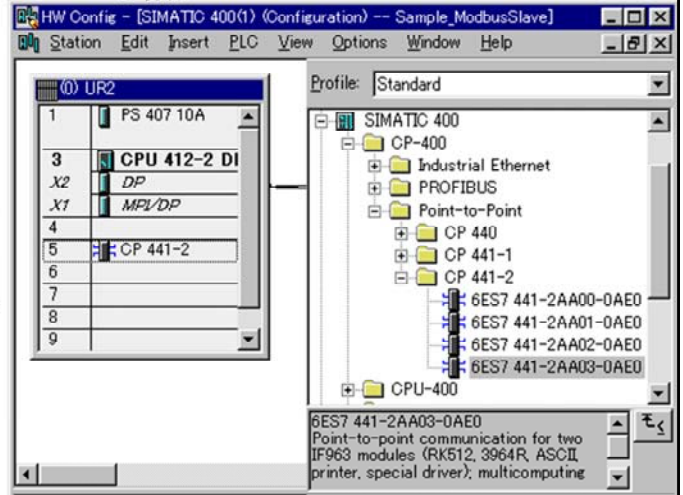 HW Config - [SIMATIC 400(1) (Configuration) -- Sample_ModbusSlave]
Station Edit Insert PLC View Options Window Help
(0) UR2
1 PS 407 10A
3 CPU 412-2 DI
X2 DP
X1 MPI/DP
4
5 CP 441-2
6
7
8
9
Profile: Standard
SIMATIC 400
CP-400
Industrial Ethernet
PROFIBUS
Point-to-Point
CP 440
CP 441-1
CP 441-2
6ES7 441-2AA00-0AE0
6ES7 441-2AA01-0AE0
6ES7 441-2AA02-0AE0
6ES7 441-2AA03-0AE0
CPU-400
6ES7 441-2AA03-0AE0
Point-to-point communication for two
IF963 modules (RK512, 3964R, ASCII,
printer, special driver); multicomputing